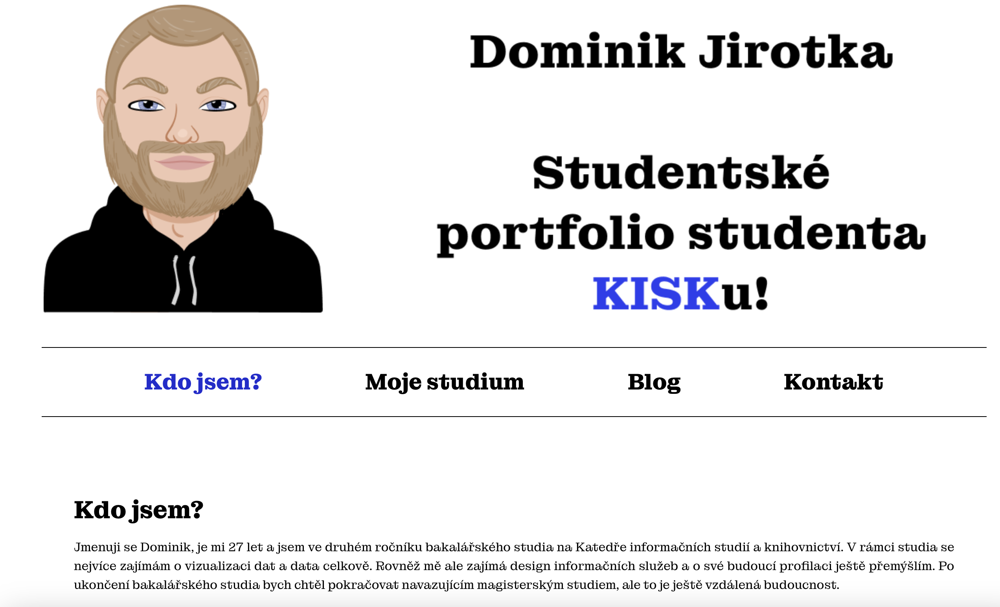 Dominik Jirotka
Studentské
portfolio studenta
KISKu!
Kdo jsem? Moje studium Blog Kontakt
Kdo jsem?
Jmenuji se Dominik, je mi 27 let a jsem ve druhém ročníku bakalářského studia na Katedře informačních studií a knihovnictví. V rámci studia se
nejvíce zajímám o vizualizaci dat a data celkově. Rovněž mě ale zajímá design informačních služeb a o své budoucí profilaci ještě přemýšlím. Po
ukončení bakalářského studia bych chtěl pokračovat navazujícím magisterským studiem, ale to je ještě vzdálená budoucnost.